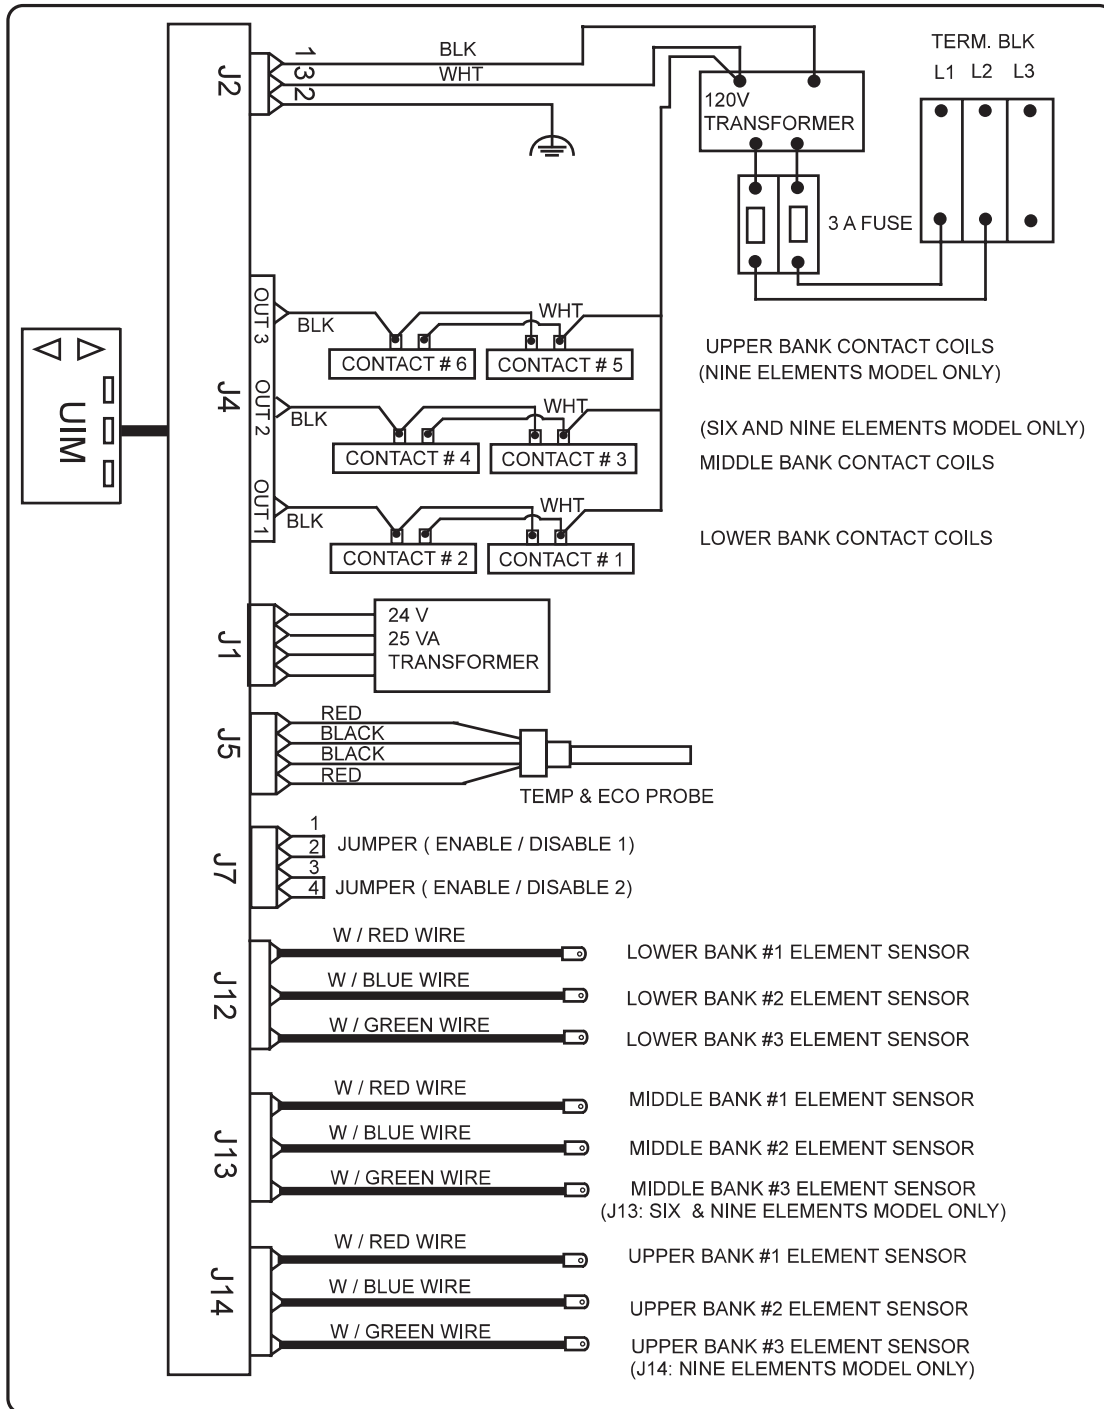 J2
1
3
2
BLK
WHT
120V
TRANSFORMER
TERM. BLK
L1 L2 L3
3 A FUSE
UIM
J4
OUT 3
BLK
WHT
CONTACT # 6
CONTACT # 5
UPPER BANK CONTACT COILS
(NINE ELEMENTS MODEL ONLY)
OUT 2
BLK
WHT
CONTACT # 4
CONTACT # 3
(SIX AND NINE ELEMENTS MODEL ONLY)
MIDDLE BANK CONTACT COILS
OUT 1
BLK
WHT
CONTACT # 2
CONTACT # 1
LOWER BANK CONTACT COILS
J1
24 V
25 VA
TRANSFORMER
J5
RED
BLACK
BLACK
RED
TEMP & ECO PROBE
J7
1
2
JUMPER ( ENABLE / DISABLE 1)
3
4
JUMPER ( ENABLE / DISABLE 2)
J12
W / RED WIRE
LOWER BANK #1 ELEMENT SENSOR
W / BLUE WIRE
LOWER BANK #2 ELEMENT SENSOR
W / GREEN WIRE
LOWER BANK #3 ELEMENT SENSOR
J13
W / RED WIRE
MIDDLE BANK #1 ELEMENT SENSOR
W / BLUE WIRE
MIDDLE BANK #2 ELEMENT SENSOR
W / GREEN WIRE
MIDDLE BANK #3 ELEMENT SENSOR
(J13: SIX & NINE ELEMENTS MODEL ONLY)
J14
W / RED WIRE
UPPER BANK #1 ELEMENT SENSOR
W / BLUE WIRE
UPPER BANK #2 ELEMENT SENSOR
W / GREEN WIRE
UPPER BANK #3 ELEMENT SENSOR
(J14: NINE ELEMENTS MODEL ONLY)